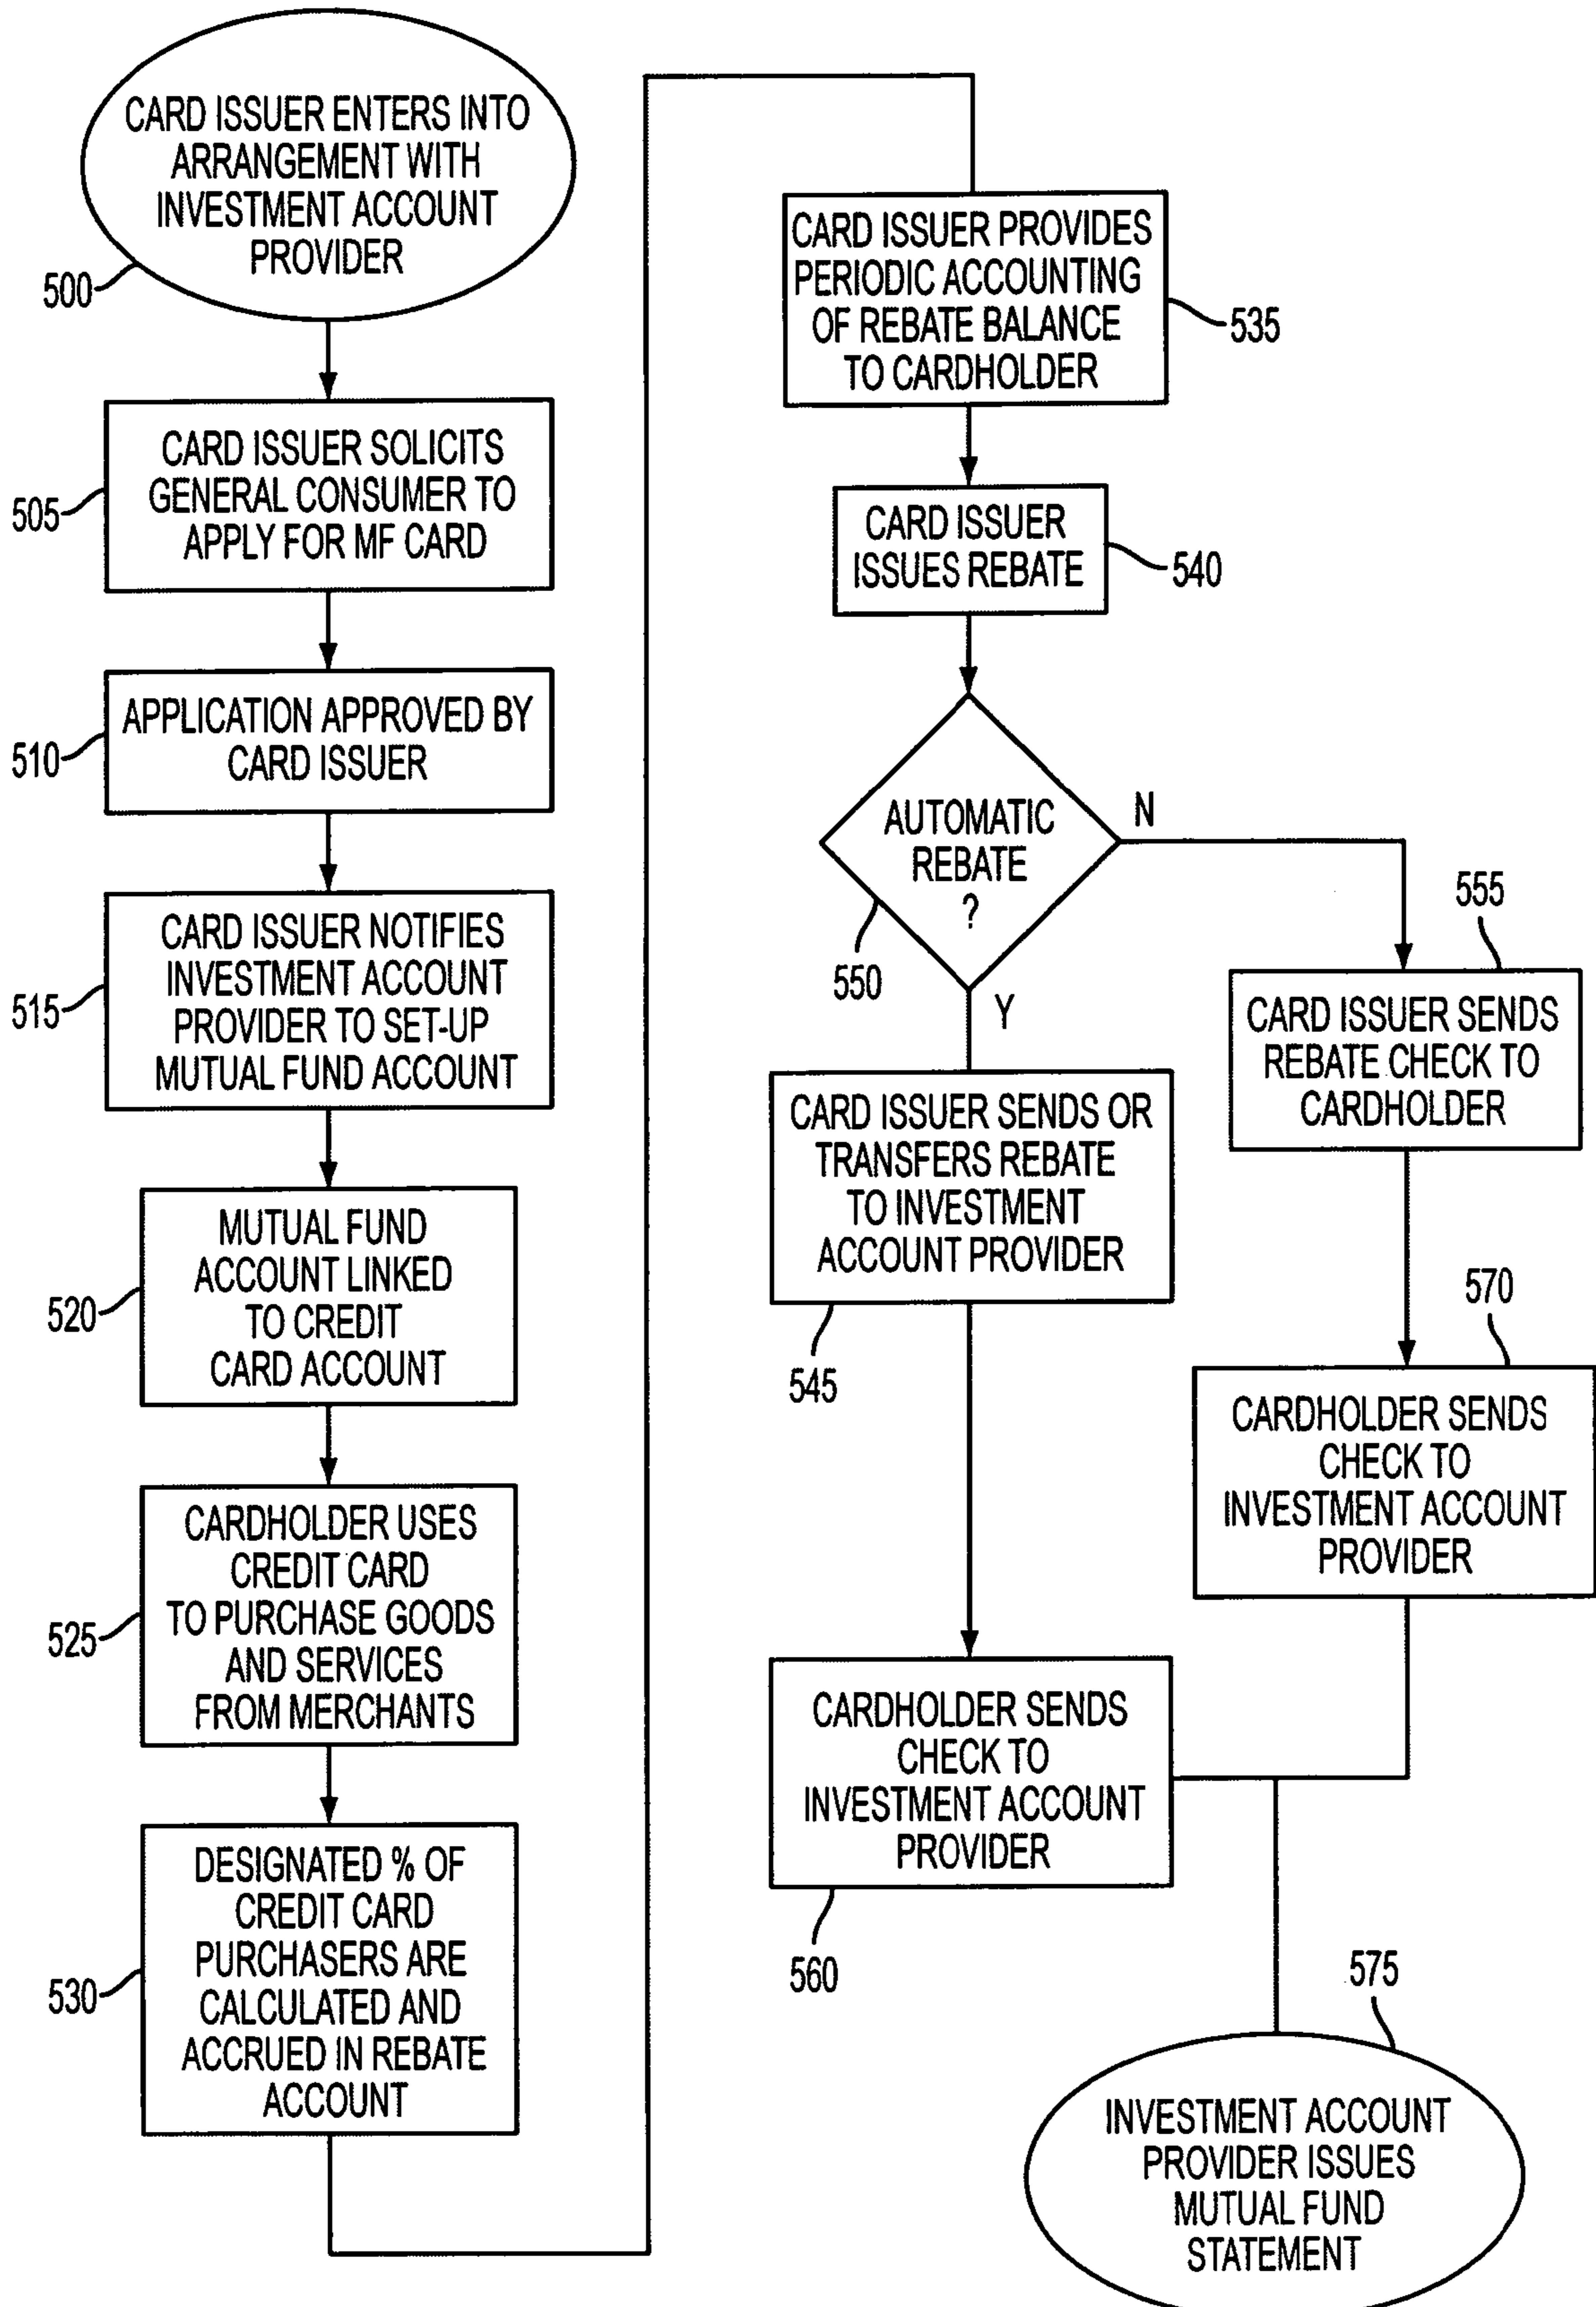 CARD ISSUER ENTERS INTO
ARRANGEMENT WITH
INVESTMENT ACCOUNT
PROVIDER
500
CARD ISSUER SOLICITS
GENERAL CONSUMER TO
APPLY FOR MF CARD
505
APPLICATION APPROVED BY
CARD ISSUER
510
CARD ISSUER NOTIFIES
INVESTMENT ACCOUNT
PROVIDER TO SET-UP
MUTUAL FUND ACCOUNT
515
MUTUAL FUND
ACCOUNT LINKED
TO CREDIT
CARD ACCOUNT
520
CARDHOLDER USES
CREDIT CARD
TO PURCHASE GOODS
AND SERVICES
FROM MERCHANTS
525
DESIGNATED % OF
CREDIT CARD
PURCHASERS ARE
CALCULATED AND
ACCRUED IN REBATE
ACCOUNT
530
CARD ISSUER PROVIDES
PERIODIC ACCOUNTING
OF REBATE BALANCE
TO CARDHOLDER
535
CARD ISSUER
ISSUES REBATE
540
AUTOMATIC
REBATE
?
550
N
Y
555
CARD ISSUER SENDS
REBATE CHECK TO
CARDHOLDER
CARD ISSUER SENDS OR
TRANSFERS REBATE
TO INVESTMENT
ACCOUNT PROVIDER
545
570
CARDHOLDER SENDS
CHECK TO
INVESTMENT ACCOUNT
PROVIDER
CARDHOLDER SENDS
CHECK TO
INVESTMENT ACCOUNT
PROVIDER
560
575
INVESTMENT ACCOUNT
PROVIDER ISSUES
MUTUAL FUND
STATEMENT